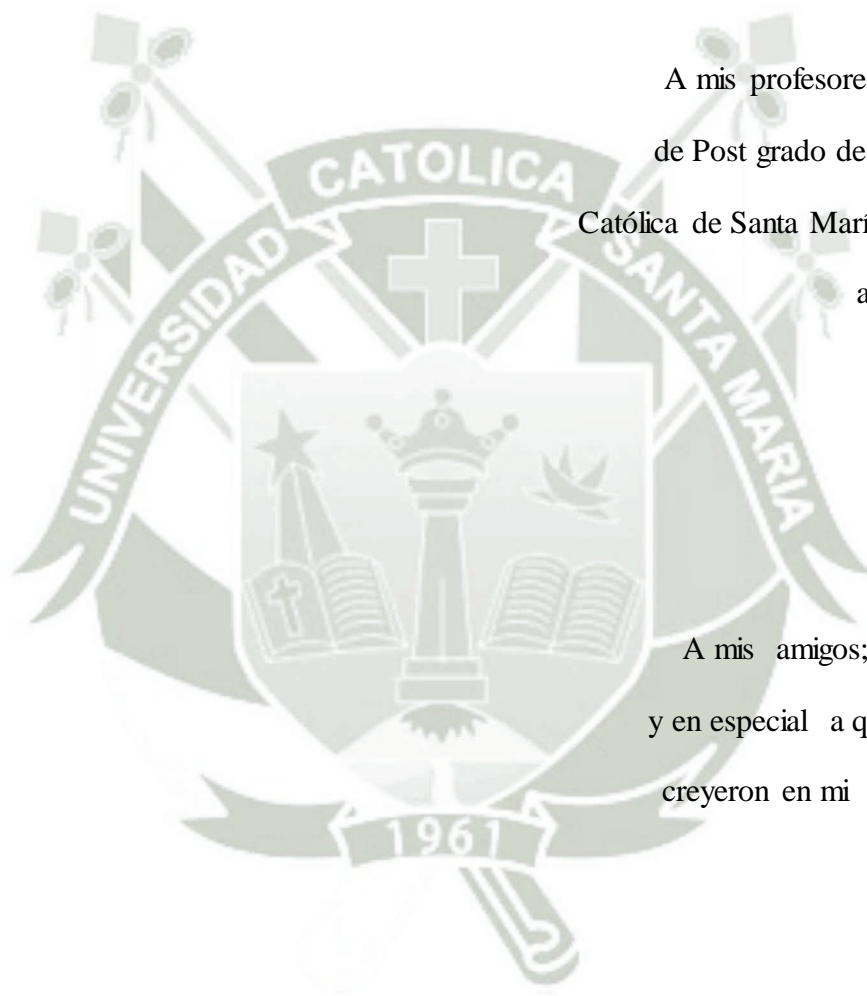 CATOLICA
UNIVERSIDAD
SANTA MARIA
A mis profesore
de Post grado de
Católica de Santa Marí
a
A mis amigos;
y en especial a q
creyeron en mi
1961